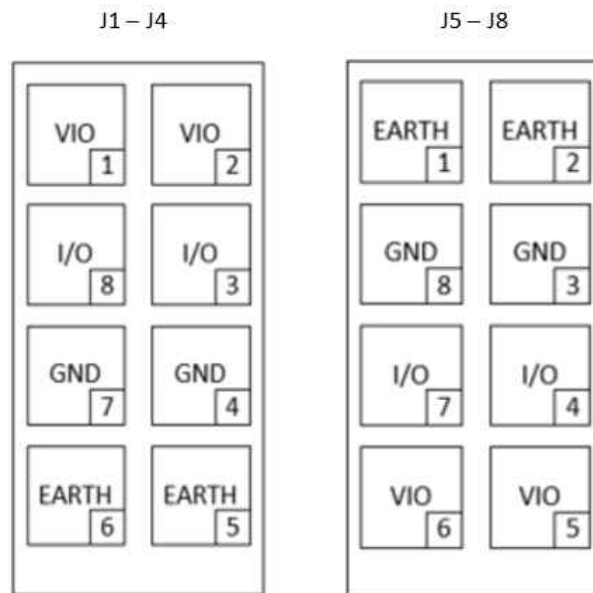 J1 – J4
VIO
1
VIO
2
I/O
8
I/O
3
GND
7
GND
4
EARTH
6
EARTH
5
J5 – J8
EARTH
1
EARTH
2
GND
8
GND
3
I/O
7
I/O
4
VIO
6
VIO
5